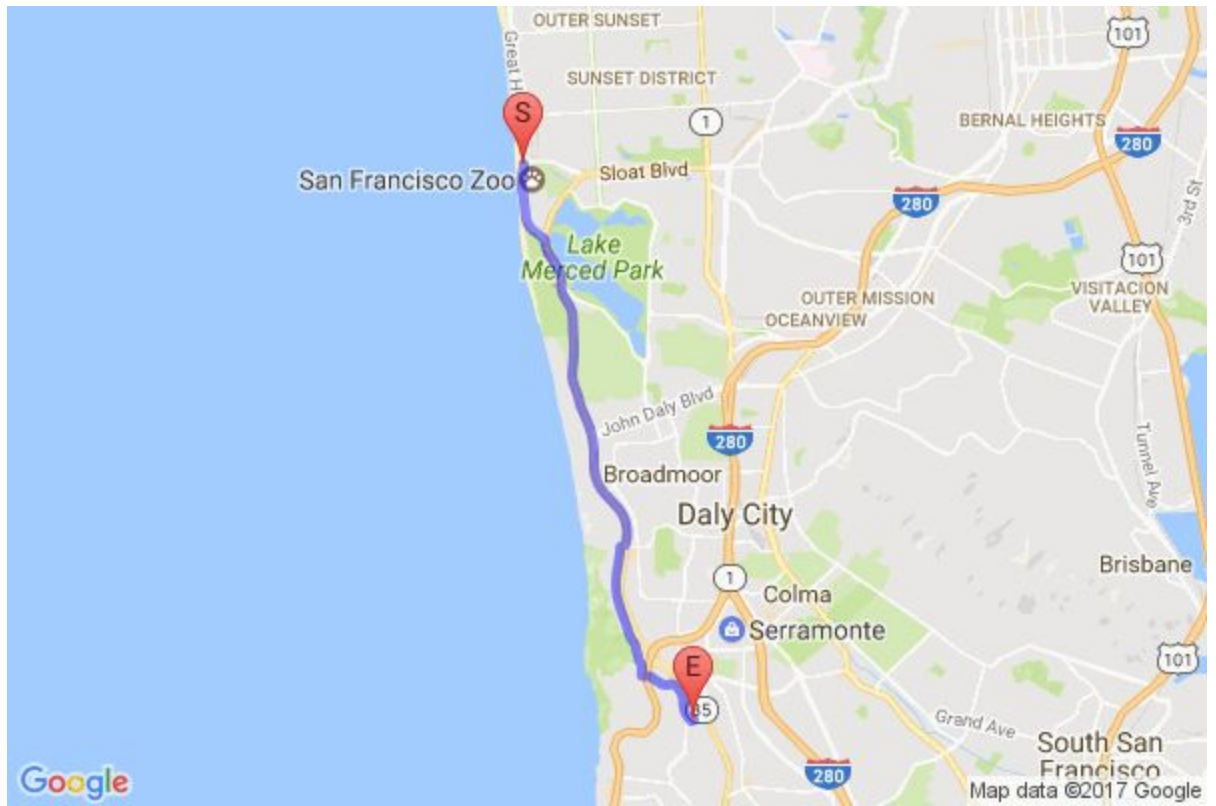 OUTER SUNSET
Great H
101
SUNSET DISTRICT
S
1
BERNAL HEIGHTS
280
San Francisco Zoo
Sloat Blvd
280
3rd St
Lake
Merced Park
101
VISITACION
VALLEY
OUTER MISSION
OCEANVIEW
John Daly Blvd
280
Tunnel Ave
Broadmoor
Daly City
Brisbane
1
Colma
Serramonte
E
101
35
Grand Ave
South San
Francisco
280
Google
Map data ©2017 Google